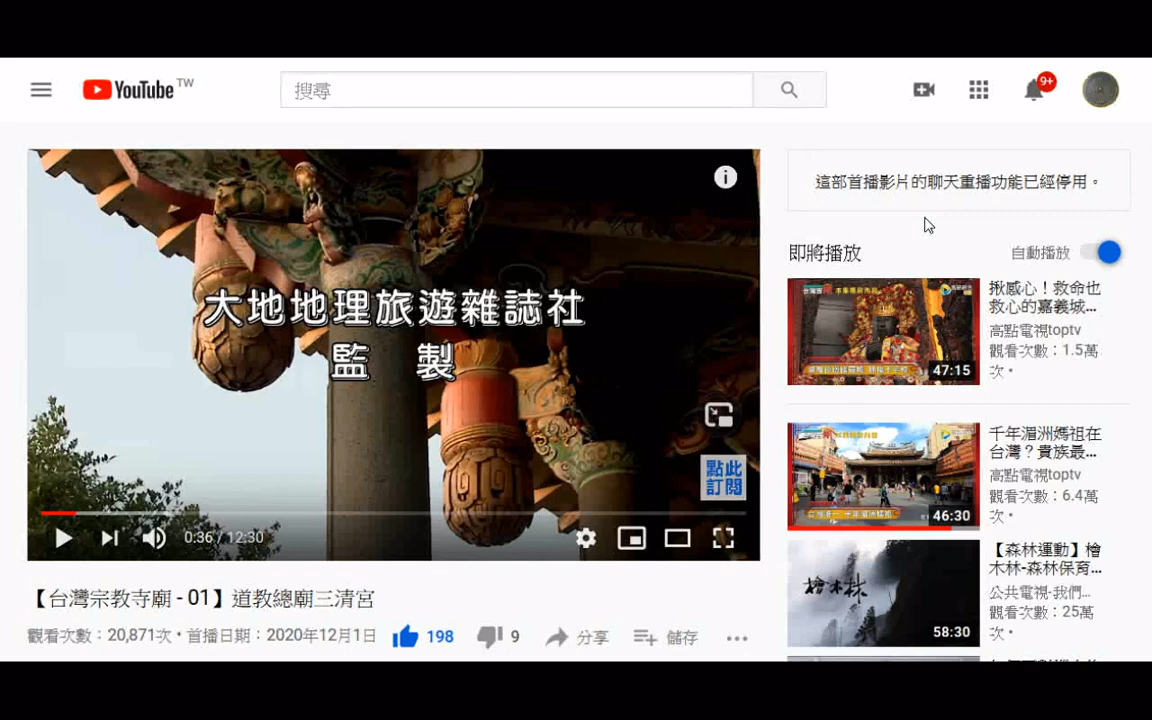 YouTube TW
搜尋
9+
大地地理旅遊雜誌社
監 製
點此
訂閱
0:36 / 12:30
【台灣宗教寺廟 - 01】道教總廟三清宮
觀看次數：20,871次 • 首播日期：2020年12月1日
198
9
分享
儲存
這部首播影片的聊天重播功能已經停用。
即將播放
自動播放
47:15
揪感心！救命也
救心的嘉義城...
高點電視toptv
觀看次數：1.5萬
次 •
46:30
千年湄洲媽祖在
台灣？貴族最...
高點電視toptv
觀看次數：6.4萬
次 •
檜木林
58:30
【森林運動】檜
木林-森林保育...
公共電視-我們...
觀看次數：25萬
次 •